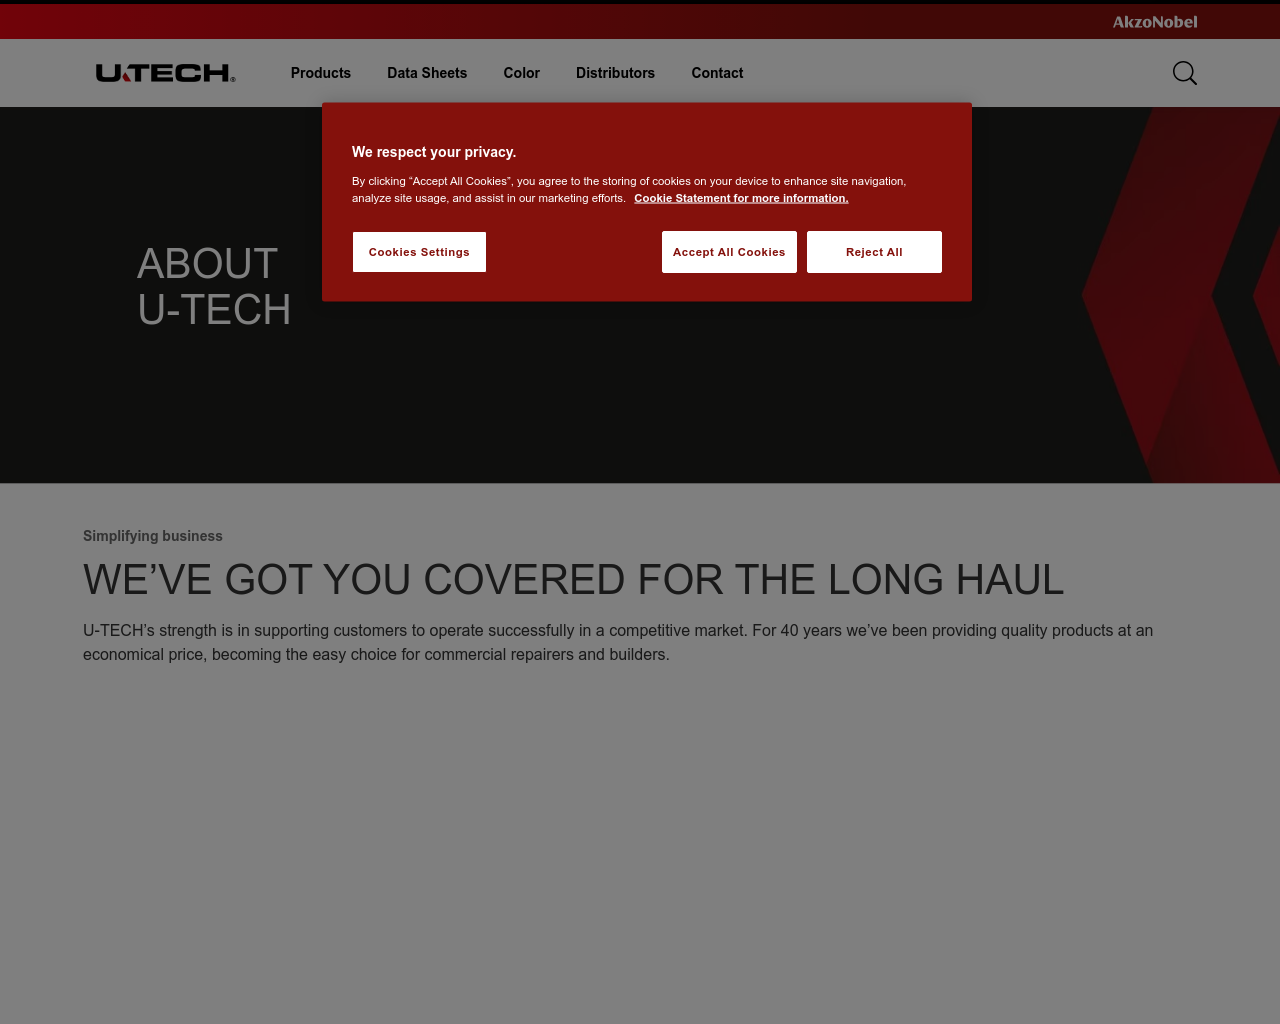 AkzoNobel
U-TECH®
Products
Data Sheets
Color
Distributors
Contact
We respect your privacy.
By clicking “Accept All Cookies”, you agree to the storing of cookies on your device to enhance site navigation,
analyze site usage, and assist in our marketing efforts. Cookie Statement for more information.
Cookies Settings
Accept All Cookies
Reject All
ABOUT
U-TECH
Simplifying business
WE’VE GOT YOU COVERED FOR THE LONG HAUL
U-TECH’s strength is in supporting customers to operate successfully in a competitive market. For 40 years we’ve been providing quality products at an
economical price, becoming the easy choice for commercial repairers and builders.